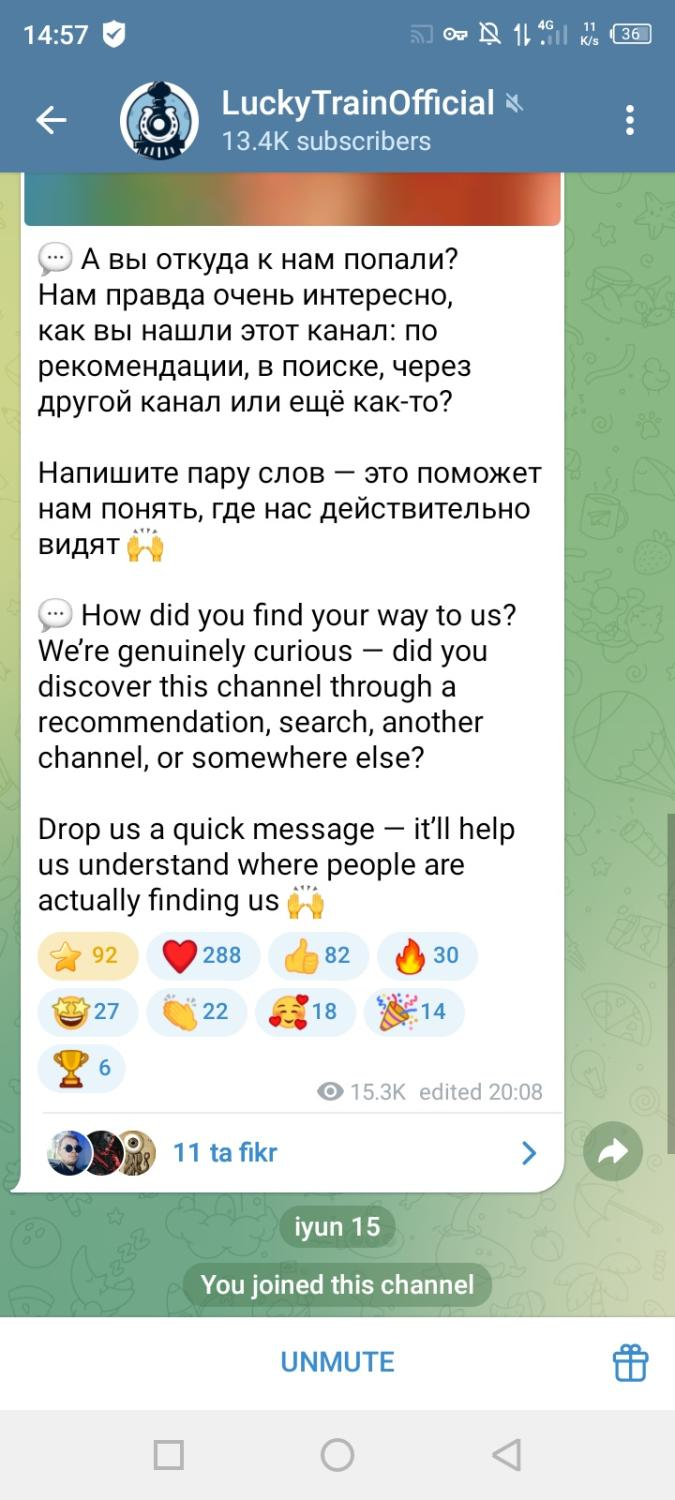 14:57
4G
11
K/s
36
LuckyTrainOfficial
13.4K subscribers
💬 А вы откуда к нам попали?
Нам правда очень интересно,
как вы нашли этот канал: по
рекомендации, в поиске, через
другой канал или ещё как-то?
Напишите пару слов — это поможет
нам понять, где нас действительно
видят 🙌
💬 How did you find your way to us?
We’re genuinely curious — did you
discover this channel through a
recommendation, search, another
channel, or somewhere else?
Drop us a quick message — it’ll help
us understand where people are
actually finding us 🙌
⭐ 92 ❤️ 288 👍 82 🔥 30
🤩 27 👏 22 🥰 18 🎉 14
🏆 6
15.3K edited 20:08
11 ta fikr
iyun 15
You joined this channel
UNMUTE